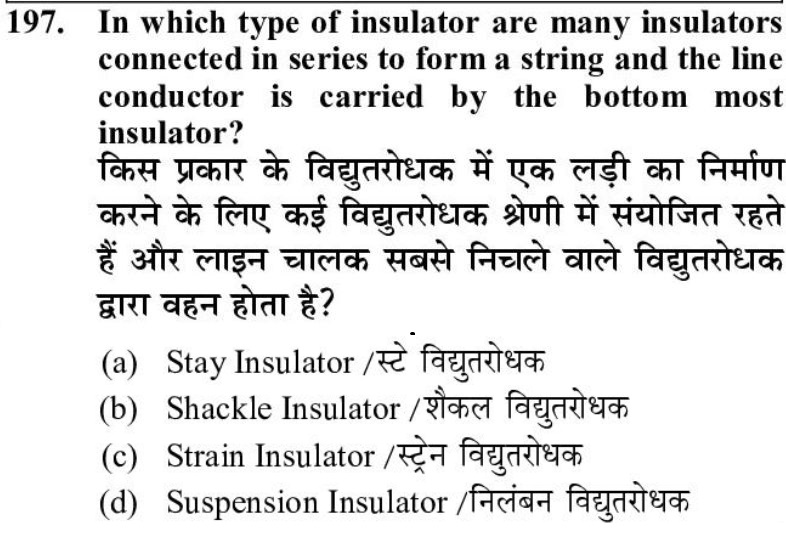 197. In which type of insulator are many insulators
connected in series to form a string and the line
conductor is carried by the bottom most
insulator?
किस प्रकार के विद्युतरोधक में एक लड़ी का निर्माण
करने के लिए कई विद्युतरोधक श्रेणी में संयोजित रहते
हैं और लाइन चालक सबसे निचले वाले विद्युतरोधक
द्वारा वहन होता है?
(a) Stay Insulator /स्टे विद्युतरोधक
(b) Shackle Insulator /शैकल विद्युतरोधक
(c) Strain Insulator /स्ट्रेन विद्युतरोधक
(d) Suspension Insulator /निलंबन विद्युतरोधक